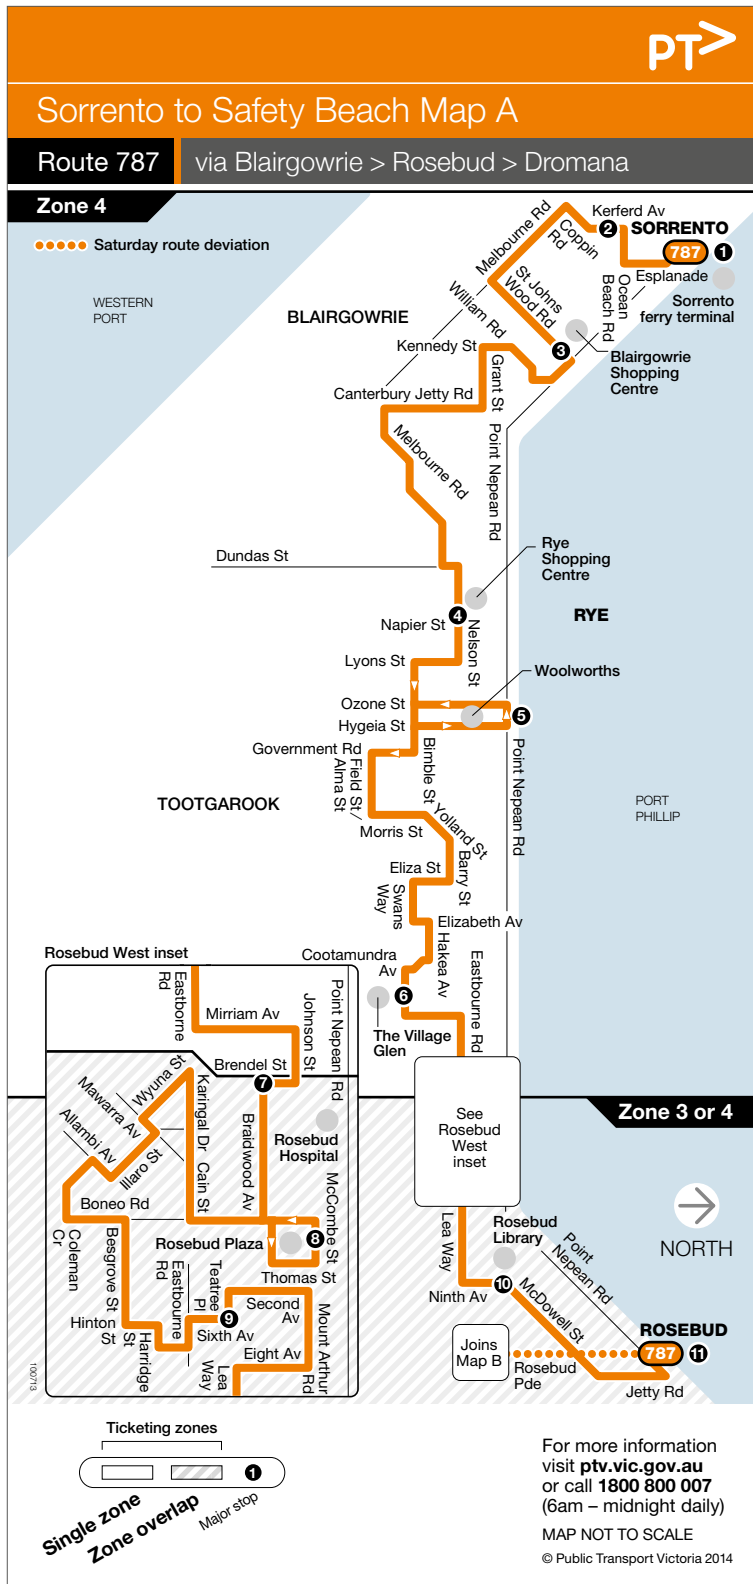 PT>
Sorrento to Safety Beach Map A
Route 787
via Blairgowrie > Rosebud > Dromana
Zone 4
Saturday route deviation
WESTERN
PORT
Kerferd Av
2
SORRENTO
787
1
Melbourne Rd
Coppin
Rd
Esplanade
Ocean
Beach Rd
Sorrento
ferry terminal
St Johns
Wood Rd
William Rd
BLAIRGOWRIE
Kennedy St
3
Blairgowrie
Shopping
Centre
Grant St
Canterbury Jetty Rd
Melbourne Rd
Point Nepean Rd
Dundas St
Rye
Shopping
Centre
Napier St
4
Nelson St
RYE
Lyons St
Woolworths
Ozone St
5
Hygeia St
Government Rd
Bimble St
Point Nepean Rd
Field St/
Alma St
TOOTGAROOK
PORT
PHILLIP
Morris St
Yolland St
Barry St
Eliza St
Swans
Way
Elizabeth Av
Hakea Av
Cootamundra
Av
Eastbourne Rd
6
The Village
Glen
Rosebud West inset
Eastborne
Rd
Mirriam Av
Johnson St
Point Nepean Rd
Brendel St
7
Wyuna St
Mawarra Av
Allambi Av
Illaro St
Karingal Dr
Cain St
Braidwood Av
Rosebud
Hospital
McCombe St
Boneo Rd
Coleman
Cr
Besgrove St
Rosebud Plaza
8
Thomas St
Eastbourne
Rd
Teatree
Pl
Second
Av
Hinton
St
Harridge
St
9
Sixth Av
Mount Arthur
Rd
Eight Av
Lea
Way
100713
See
Rosebud
West
inset
Zone 3 or 4
NORTH
Lea Way
Rosebud
Library
Point
Nepean Rd
Ninth Av
10
McDowell St
ROSEBUD
787
11
Joins
Map B
Rosebud
Pde
Jetty Rd
Ticketing zones
1
Single zone
Zone overlap
Major stop
For more information
visit ptv.vic.gov.au
or call 1800 800 007
(6am – midnight daily)
MAP NOT TO SCALE
© Public Transport Victoria 2014